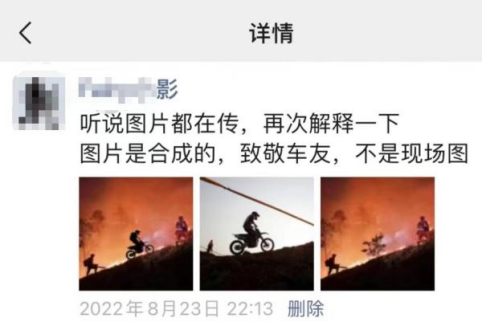 详情
影
听说图片都在传，再次解释一下
图片是合成的，致敬车友，不是现场图
2022年8月23日 22:13 删除